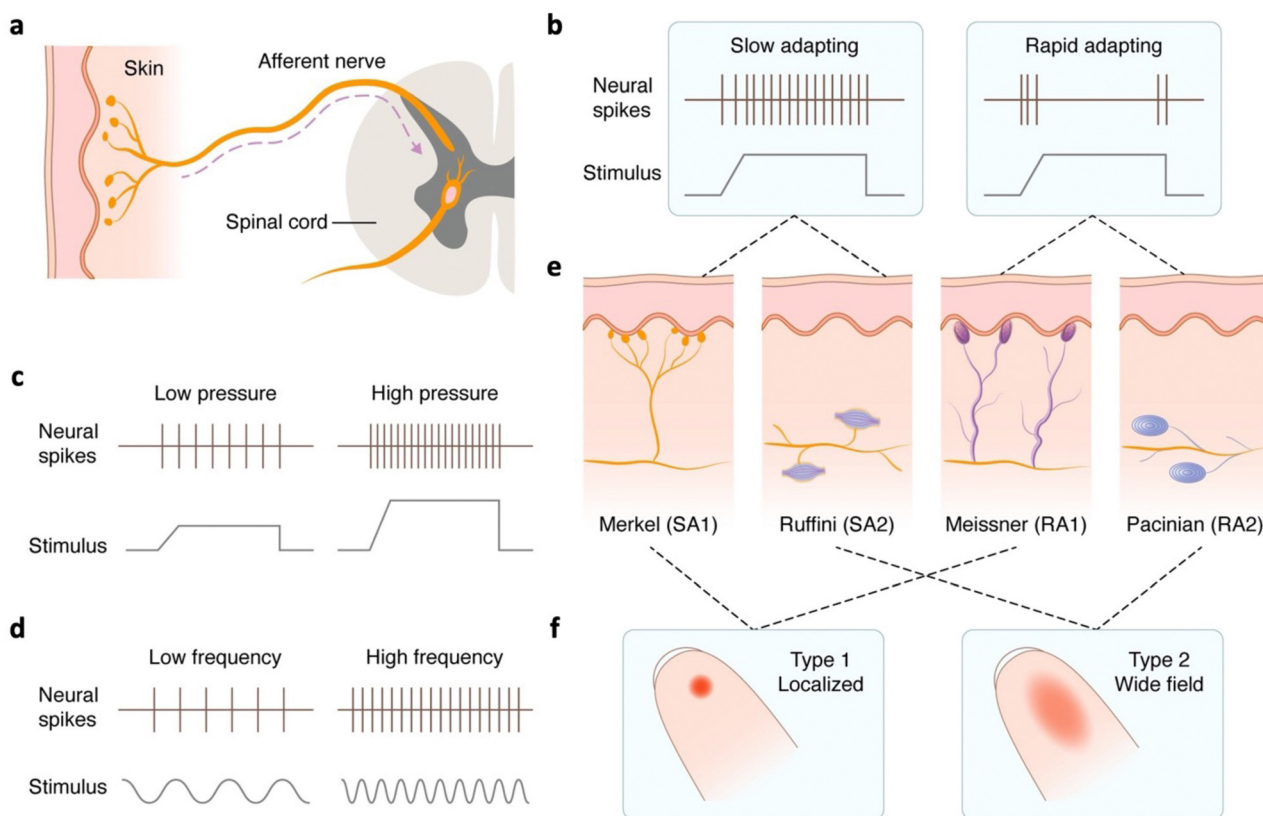 a
Skin
Afferent nerve
Spinal cord
b
Slow adapting
Rapid adapting
Neural
spikes
Stimulus
c
Low pressure
High pressure
Neural
spikes
Stimulus
d
Low frequency
High frequency
Neural
spikes
Stimulus
e
Merkel (SA1)
Ruffini (SA2)
Meissner (RA1)
Pacinian (RA2)
f
Type 1
Localized
Type 2
Wide field